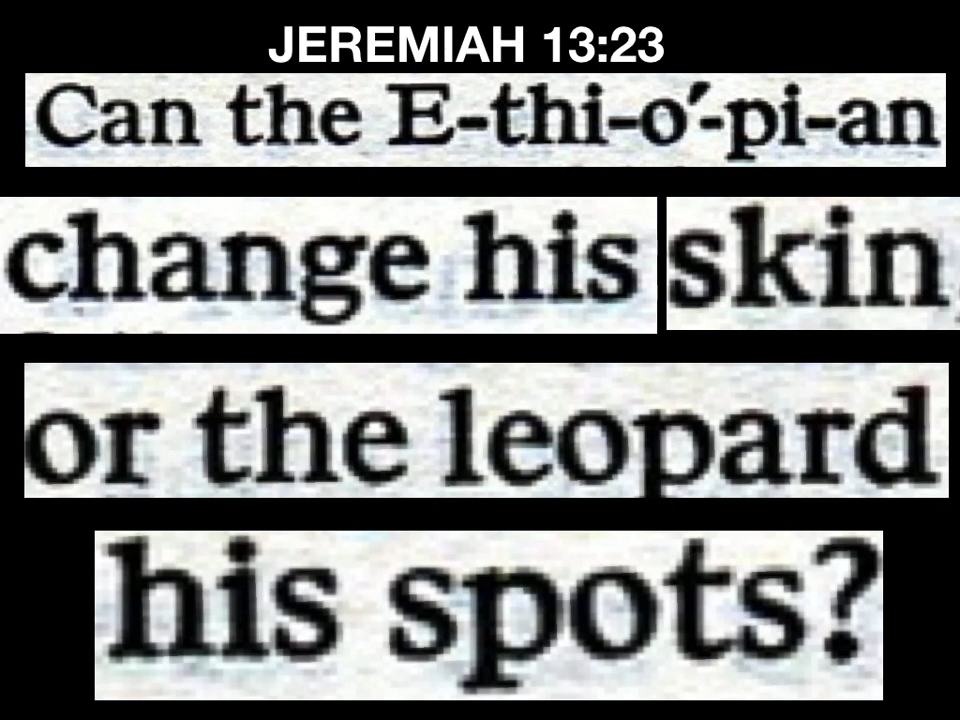 JEREMIAH 13:23
Can the E-thi-o′-pi-an
change his skin,
or the leopard
his spots?